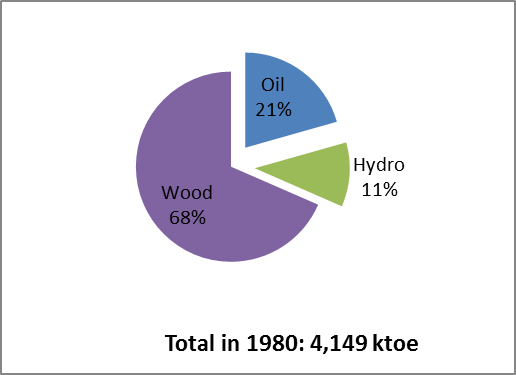 Oil
21%
Hydro
11%
Wood
68%
Total in 1980: 4,149 ktoe